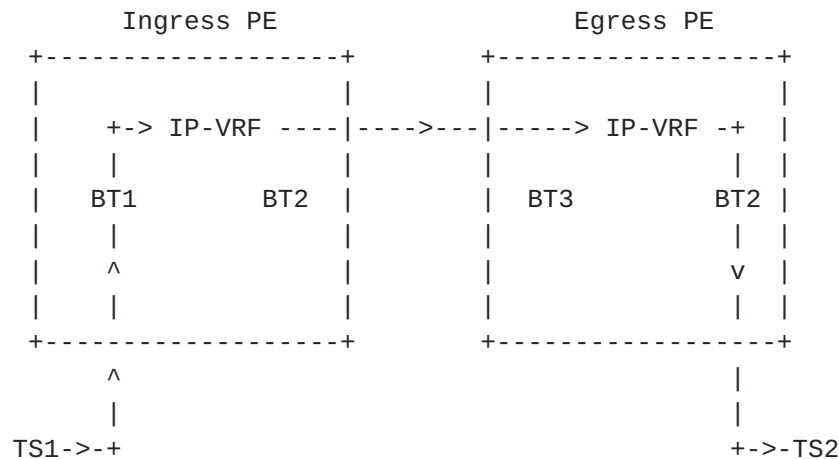 Ingress PE                    Egress PE
+-------------------+        +------------------+
|                   |        |                  |
|    +-> IP-VRF ----|---->---|-----> IP-VRF -+  |
|    |              |        |               |  |
|   BT1        BT2  |        |  BT3         BT2 |
|    |              |        |               |  |
|    ^              |        |               v  |
|    |              |        |               |  |
+-------------------+        +------------------+
     ^                                       |
     |                                       |
TS1->-+                                      +->-TS2